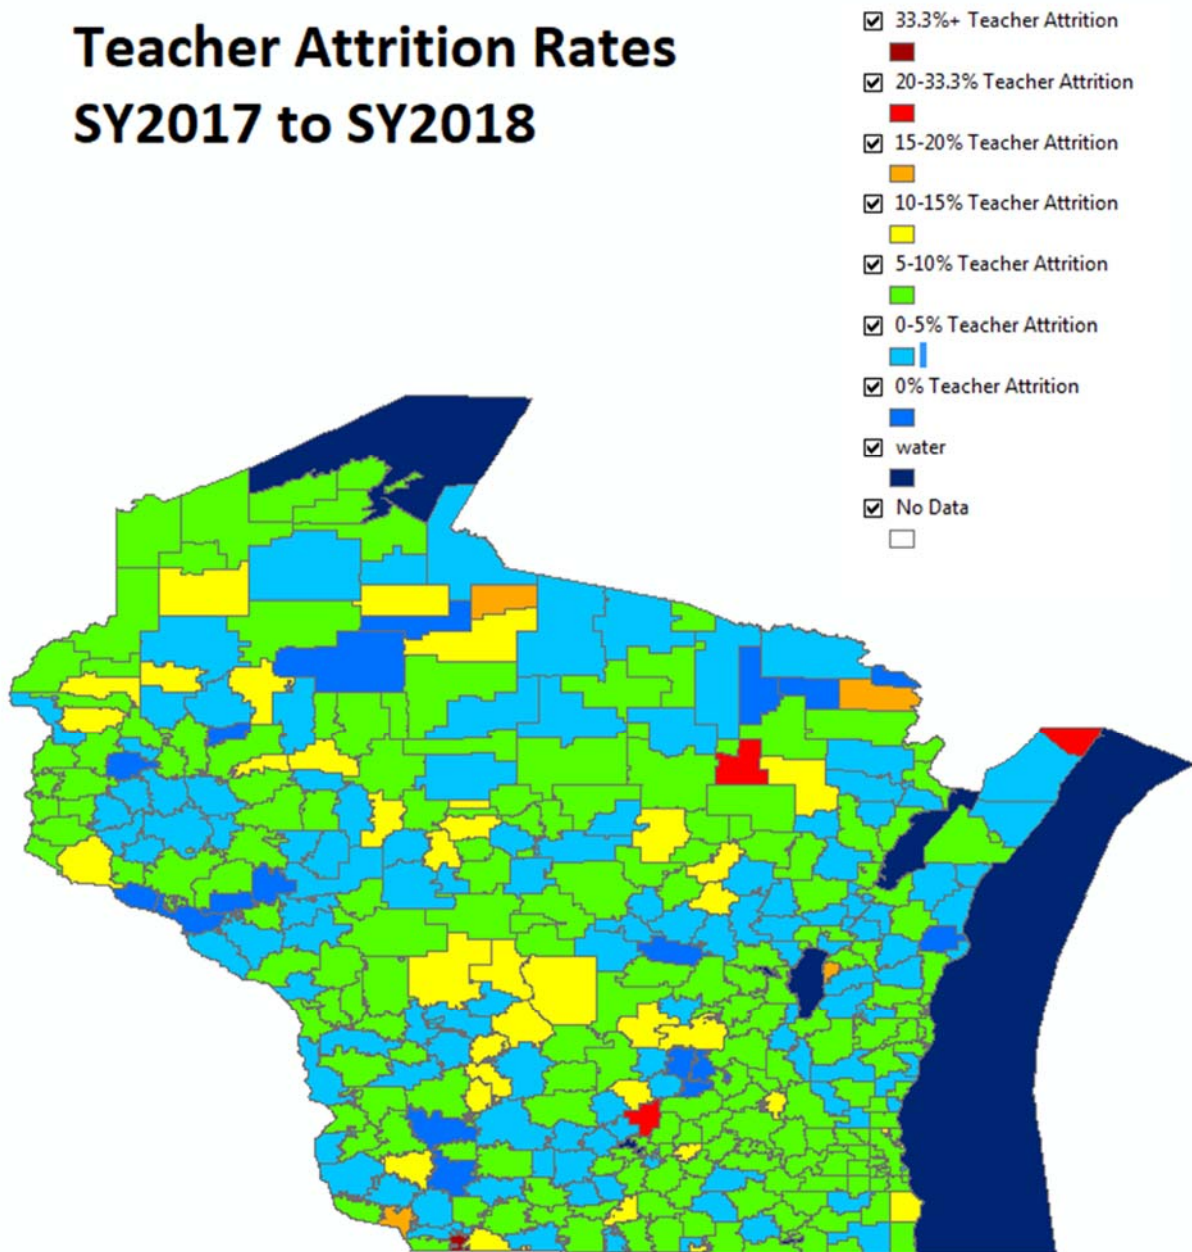 Teacher Attrition Rates
SY2017 to SY2018
33.3%+ Teacher Attrition
20-33.3% Teacher Attrition
15-20% Teacher Attrition
10-15% Teacher Attrition
5-10% Teacher Attrition
0-5% Teacher Attrition
0% Teacher Attrition
water
No Data